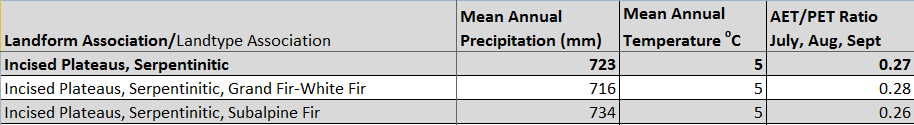 Landform Association/Landtype Association Mean Annual Precipitation (mm) Mean Annual Temperature °C AET/PET Ratio July, Aug, Sept
Incised Plateaus, Serpentinitic 723 5 0.27
Incised Plateaus, Serpentinitic, Grand Fir-White Fir 716 5 0.28
Incised Plateaus, Serpentinitic, Subalpine Fir 734 5 0.26